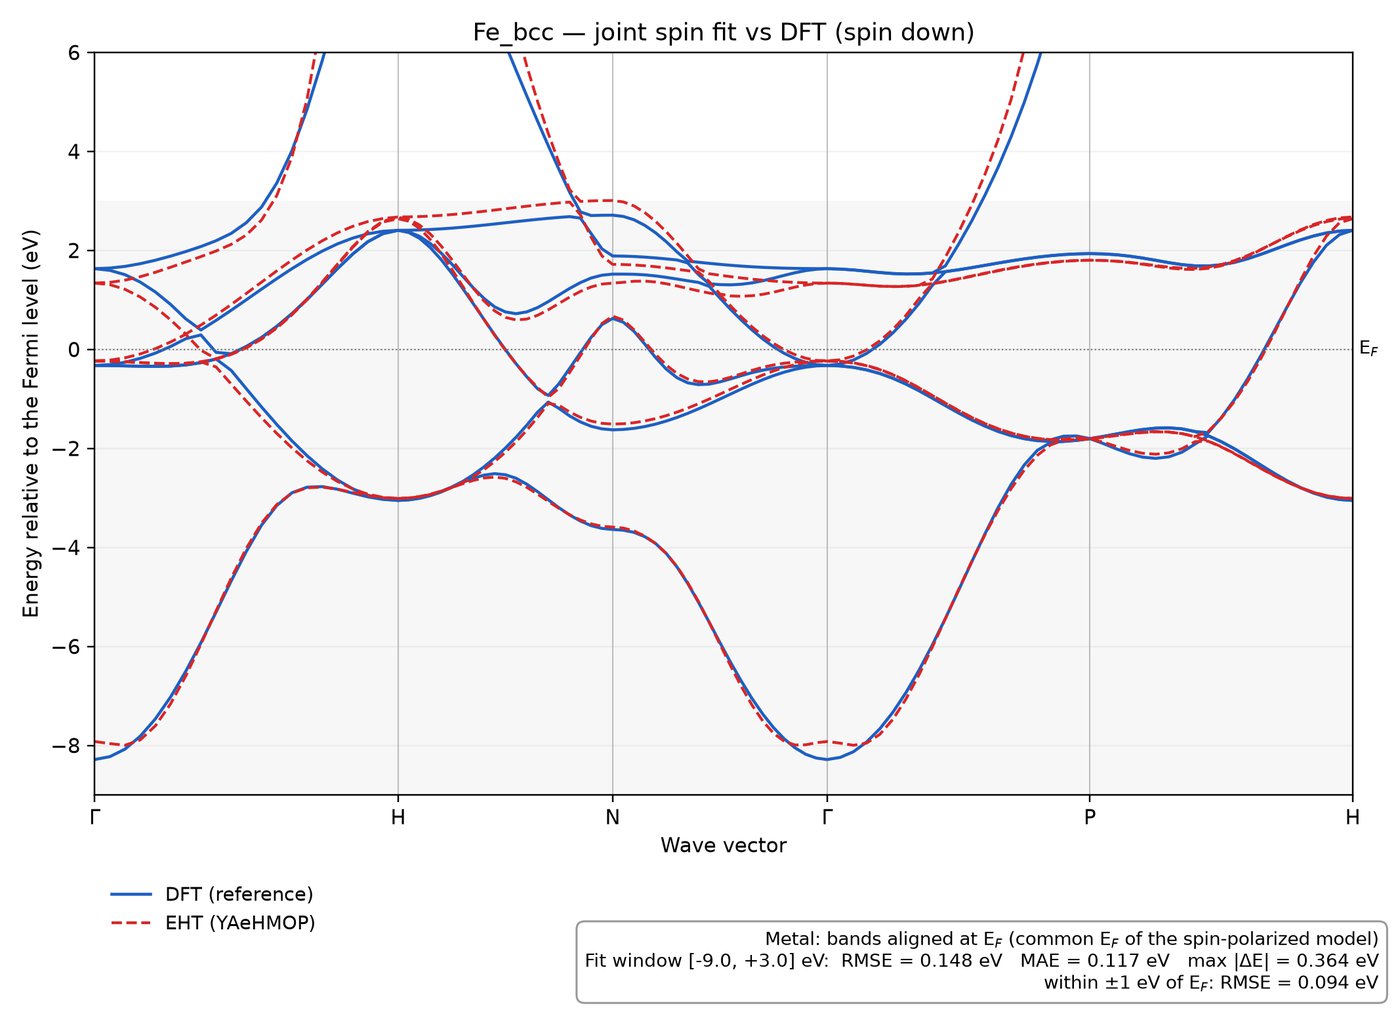 Fe_bcc — joint spin fit vs DFT (spin down)
Energy relative to the Fermi level (eV)
6
4
2
0
−2
−4
−6
−8
E_F
Γ
H
N
Γ
P
H
Wave vector
DFT (reference)
EHT (YAeHMOP)
Metal: bands aligned at E_F (common E_F of the spin-polarized model)
Fit window [-9.0, +3.0] eV:  RMSE = 0.148 eV   MAE = 0.117 eV   max |ΔE| = 0.364 eV
within ±1 eV of E_F: RMSE = 0.094 eV